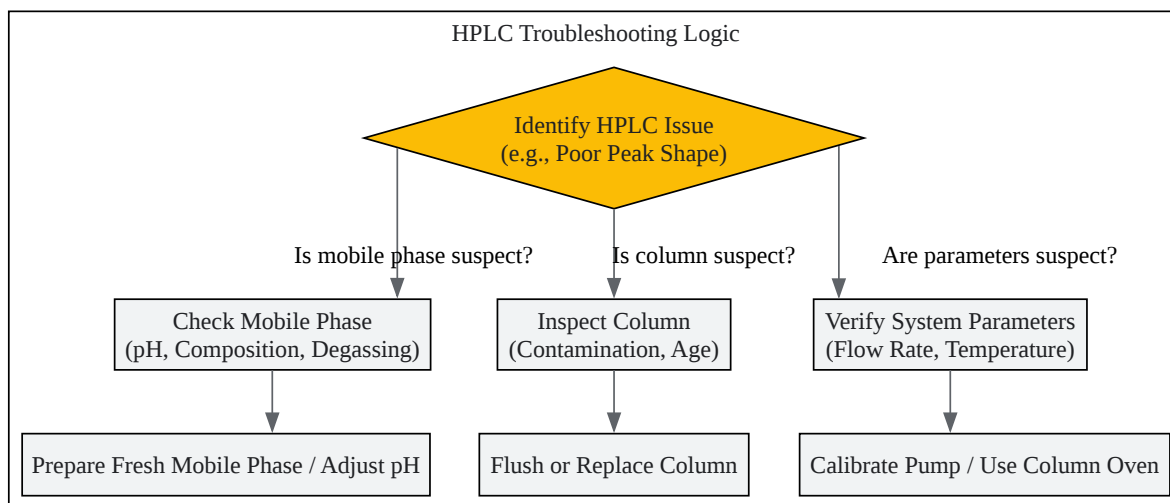 HPLC Troubleshooting Logic
Identify HPLC Issue
(e.g., Poor Peak Shape)
Is mobile phase suspect?
Is column suspect?
Are parameters suspect?
Check Mobile Phase
(pH, Composition, Degassing)
Inspect Column
(Contamination, Age)
Verify System Parameters
(Flow Rate, Temperature)
Prepare Fresh Mobile Phase / Adjust pH
Flush or Replace Column
Calibrate Pump / Use Column Oven